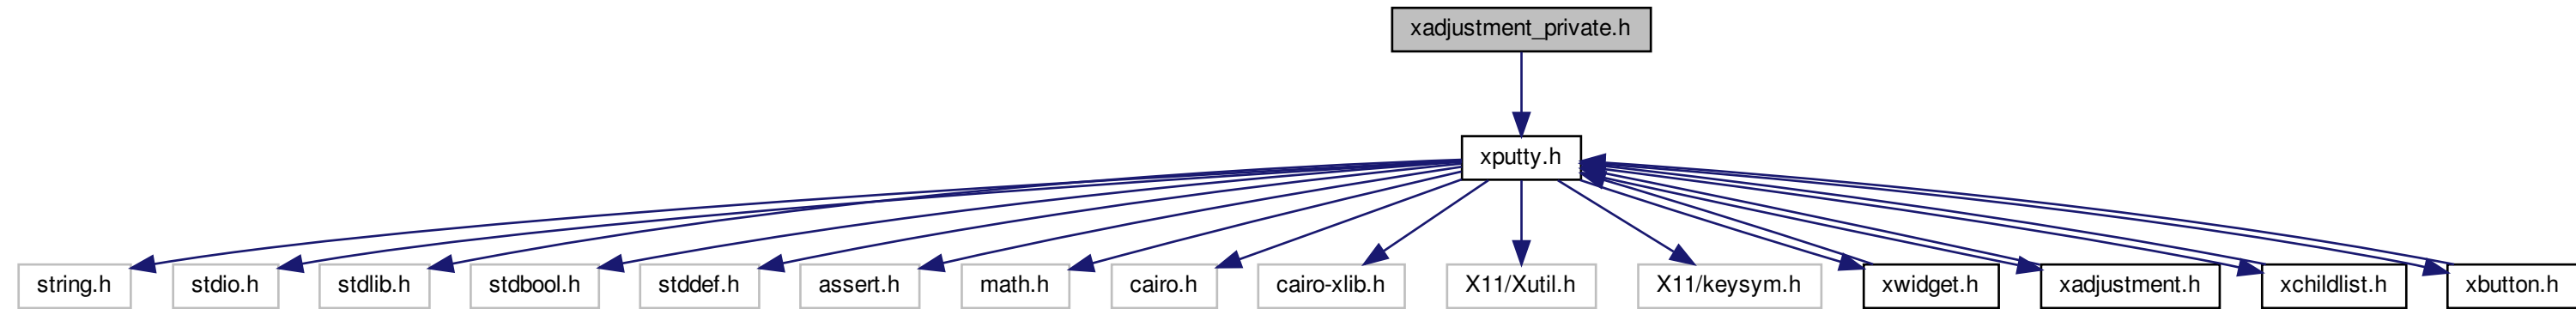 xadjustment_private.h
xputty.h
string.h
stdio.h
stdlib.h
stdbool.h
stddef.h
assert.h
math.h
cairo.h
cairo-xlib.h
X11/Xutil.h
X11/keysym.h
xwidget.h
xadjustment.h
xchildlist.h
xbutton.h